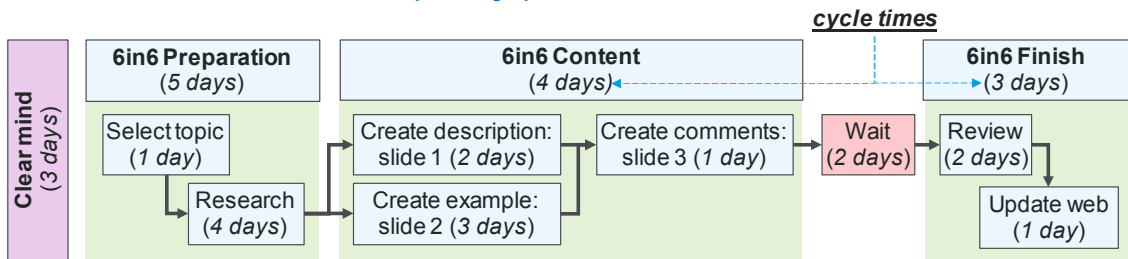 cycle times
Clear mind
(3 days)
6in6 Preparation
(5 days)
6in6 Content
(4 days)
6in6 Finish
(3 days)
Select topic
(1 day)
Research
(4 days)
Create description:
slide 1 (2 days)
Create example:
slide 2 (3 days)
Create comments:
slide 3 (1 day)
Wait
(2 days)
Review
(2 days)
Update web
(1 day)